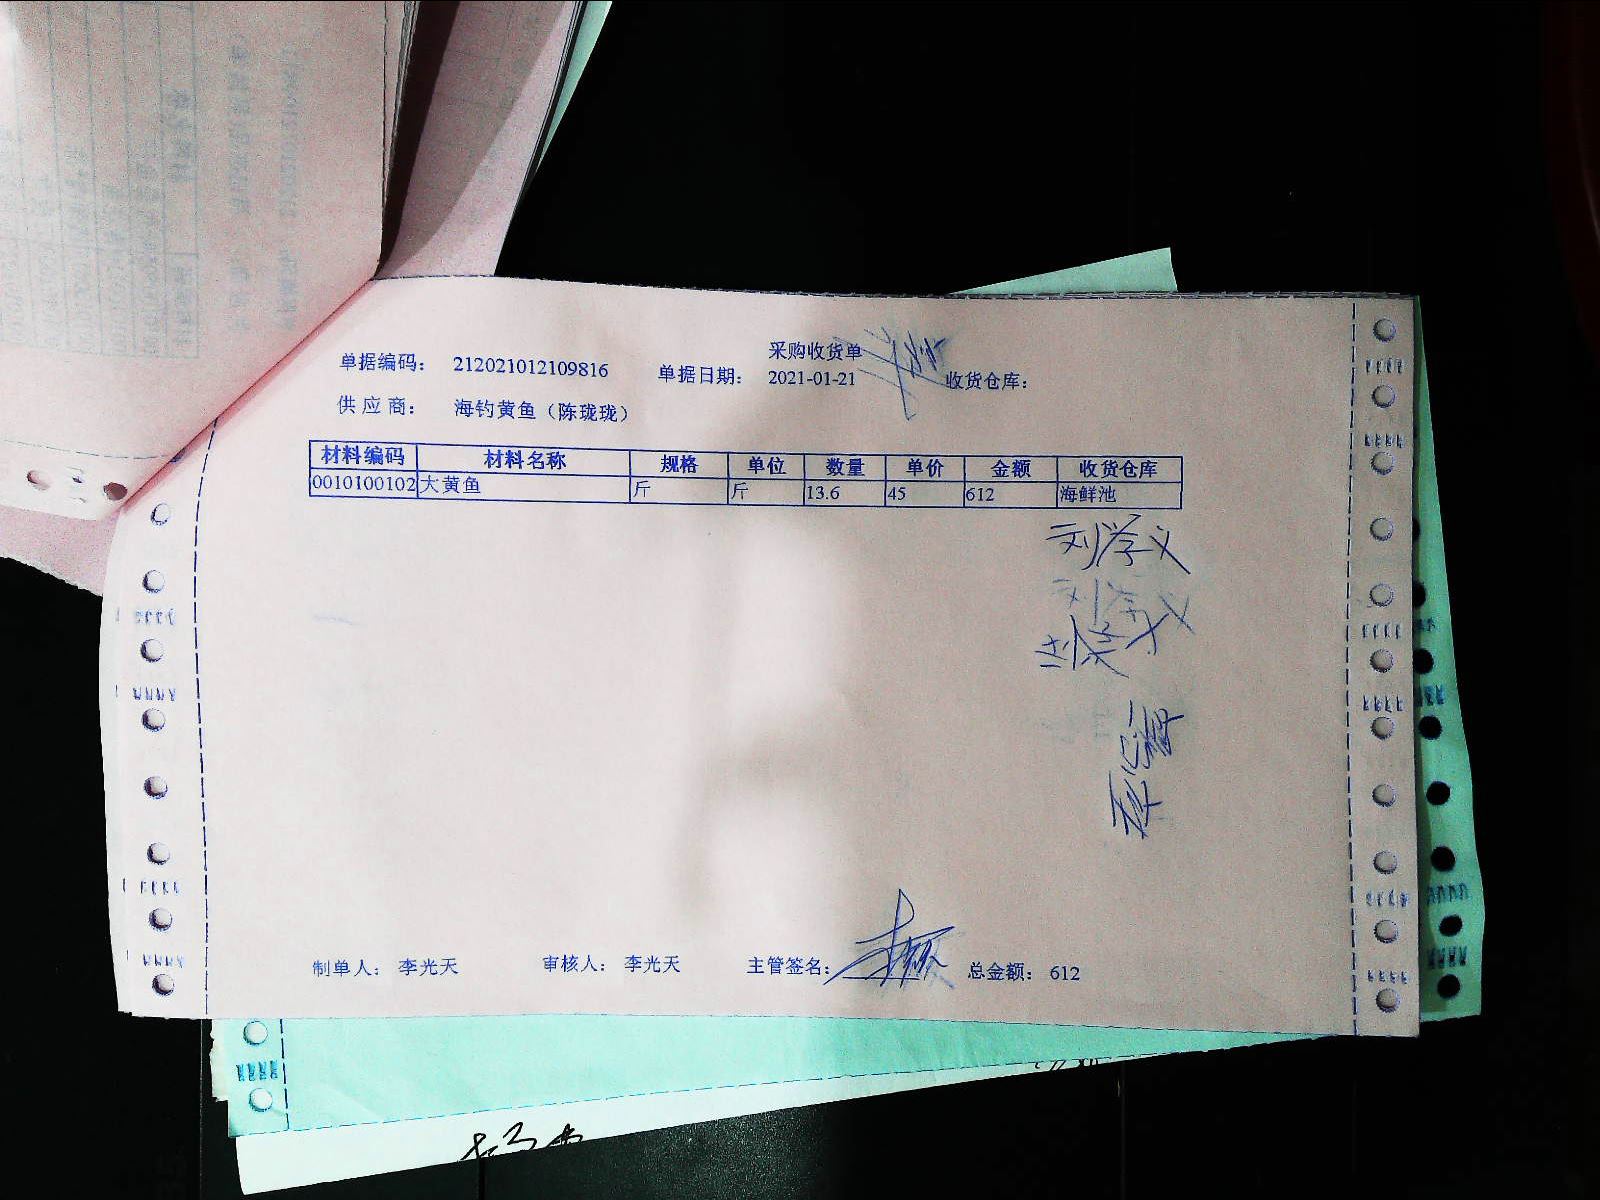 采购收货单
单据编码： 212021012109816 单据日期： 2021-01-21 收货仓库：
供应商： 海钓黄鱼（陈珑珑）
材料编码 材料名称 规格 单位 数量 单价 金额 收货仓库
0010100102 大黄鱼 斤 斤 13.6 45 612 海鲜池
刘学义
刘学义
制单人： 李光天 审核人： 李光天 主管签名： 总金额： 612